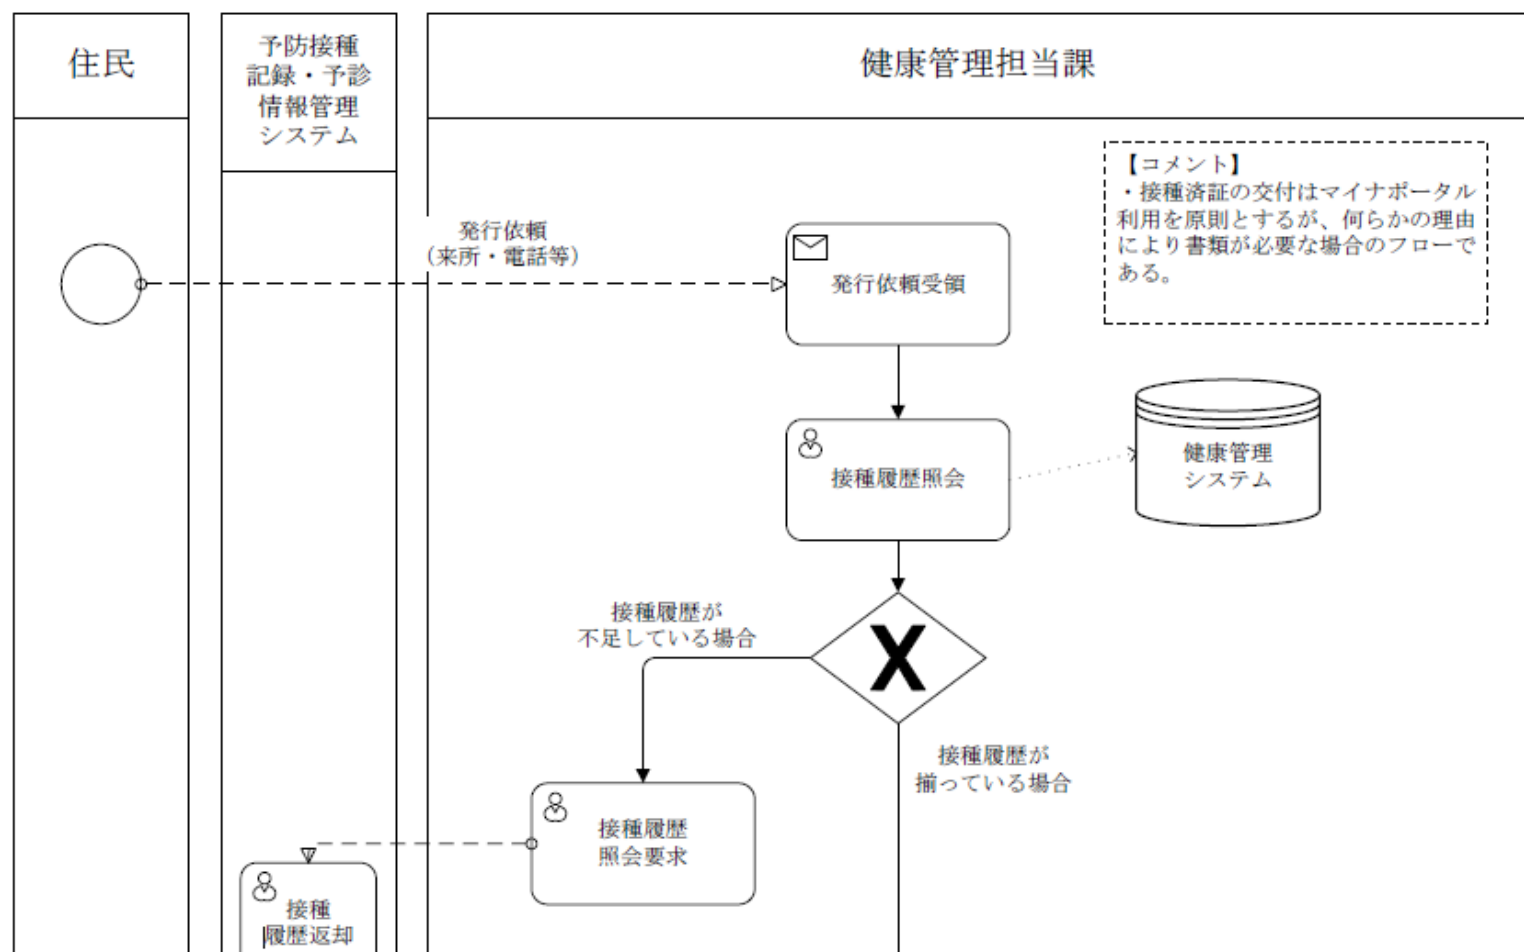 住民
予防接種
記録・予診
情報管理
システム
健康管理担当課
【コメント】
・接種済証の交付はマイナポータル
利用を原則とするが、何らかの理由
により書類が必要な場合のフローで
ある。
発行依頼
（来所・電話等）
発行依頼受領
接種履歴照会
健康管理
システム
接種履歴が
不足している場合
X
接種履歴が
揃っている場合
接種履歴
照会要求
接種
履歴返却